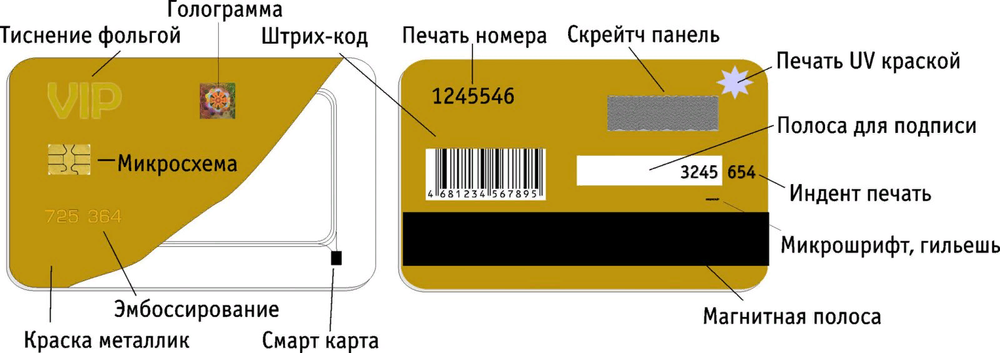 Голограмма
Тиснение фольгой
Штрих-код
Печать номера
Скрейтч панель
Печать UV краской
VIP
1245546
Полоса для подписи
Микросхема
3245 654
Индент печать
4 681234 567895
725 364
Микрошрифт, гильешь
Эмбоссирование
Магнитная полоса
Краска металлик
Смарт карта